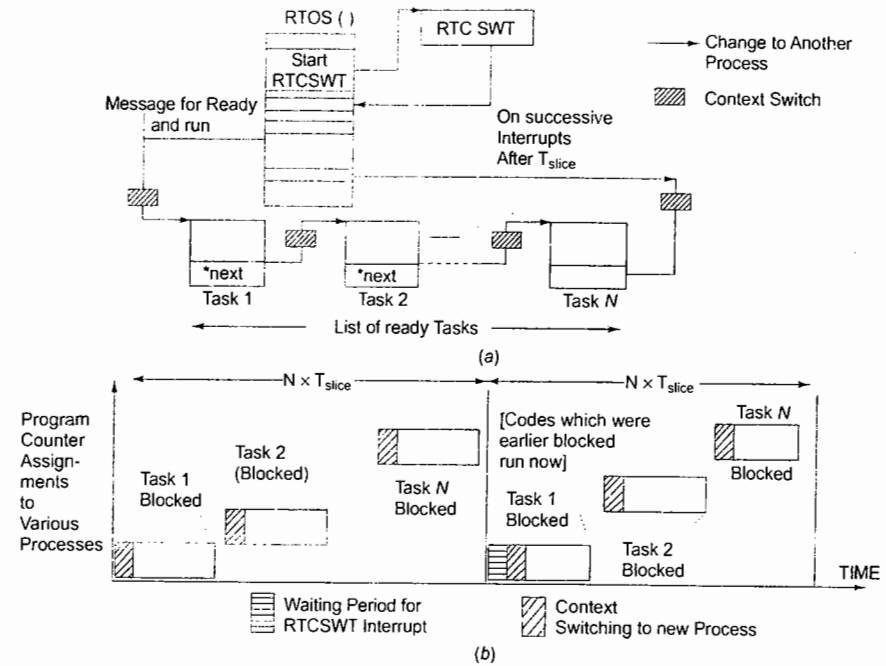 RTOS ( )
RTC SWT
Start
RTCSWT
Change to Another
Process
Context Switch
Message for Ready
and run
On successive
Interrupts
After Tslice
*next
*next
Task 1
Task 2
Task N
List of ready Tasks
(a)
N × Tslice
N × Tslice
Program
Counter
Assign-
ments
to
Various
Processes
Task 1
Blocked
Task 2
(Blocked)
Task N
Blocked
[Codes which were
earlier blocked
run now]
Task 1
Blocked
Task 2
Blocked
Task N
Blocked
TIME
Waiting Period for
RTCSWT Interrupt
Context
Switching to new Process
(b)